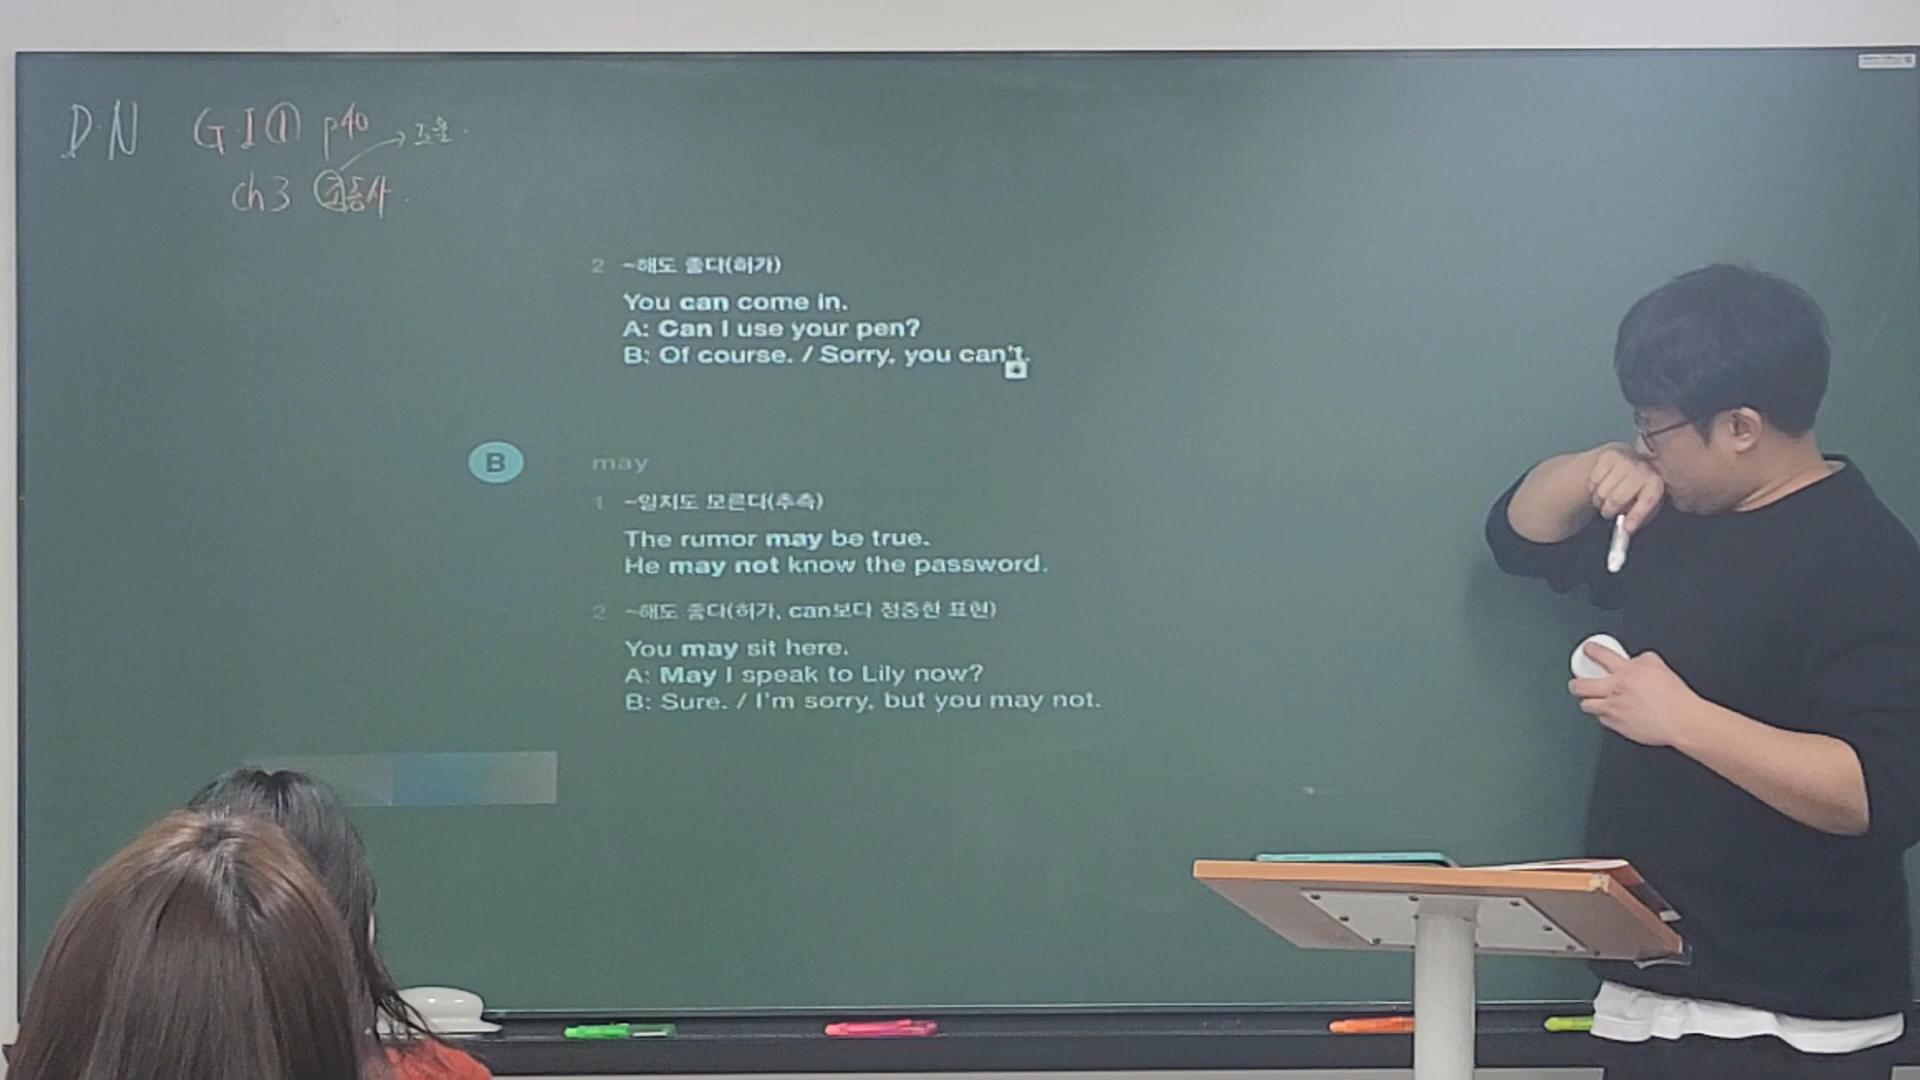 D.N G.I ① p40 → 조율.
ch3 조동사.
2 ~해도 좋다(허가)
You can come in.
A: Can I use your pen?
B: Of course. / Sorry, you can't.
B may
1 ~일지도 모른다(추측)
The rumor may be true.
He may not know the password.
2 ~해도 좋다(허가, can보다 정중한 표현)
You may sit here.
A: May I speak to Lily now?
B: Sure. / I'm sorry, but you may not.